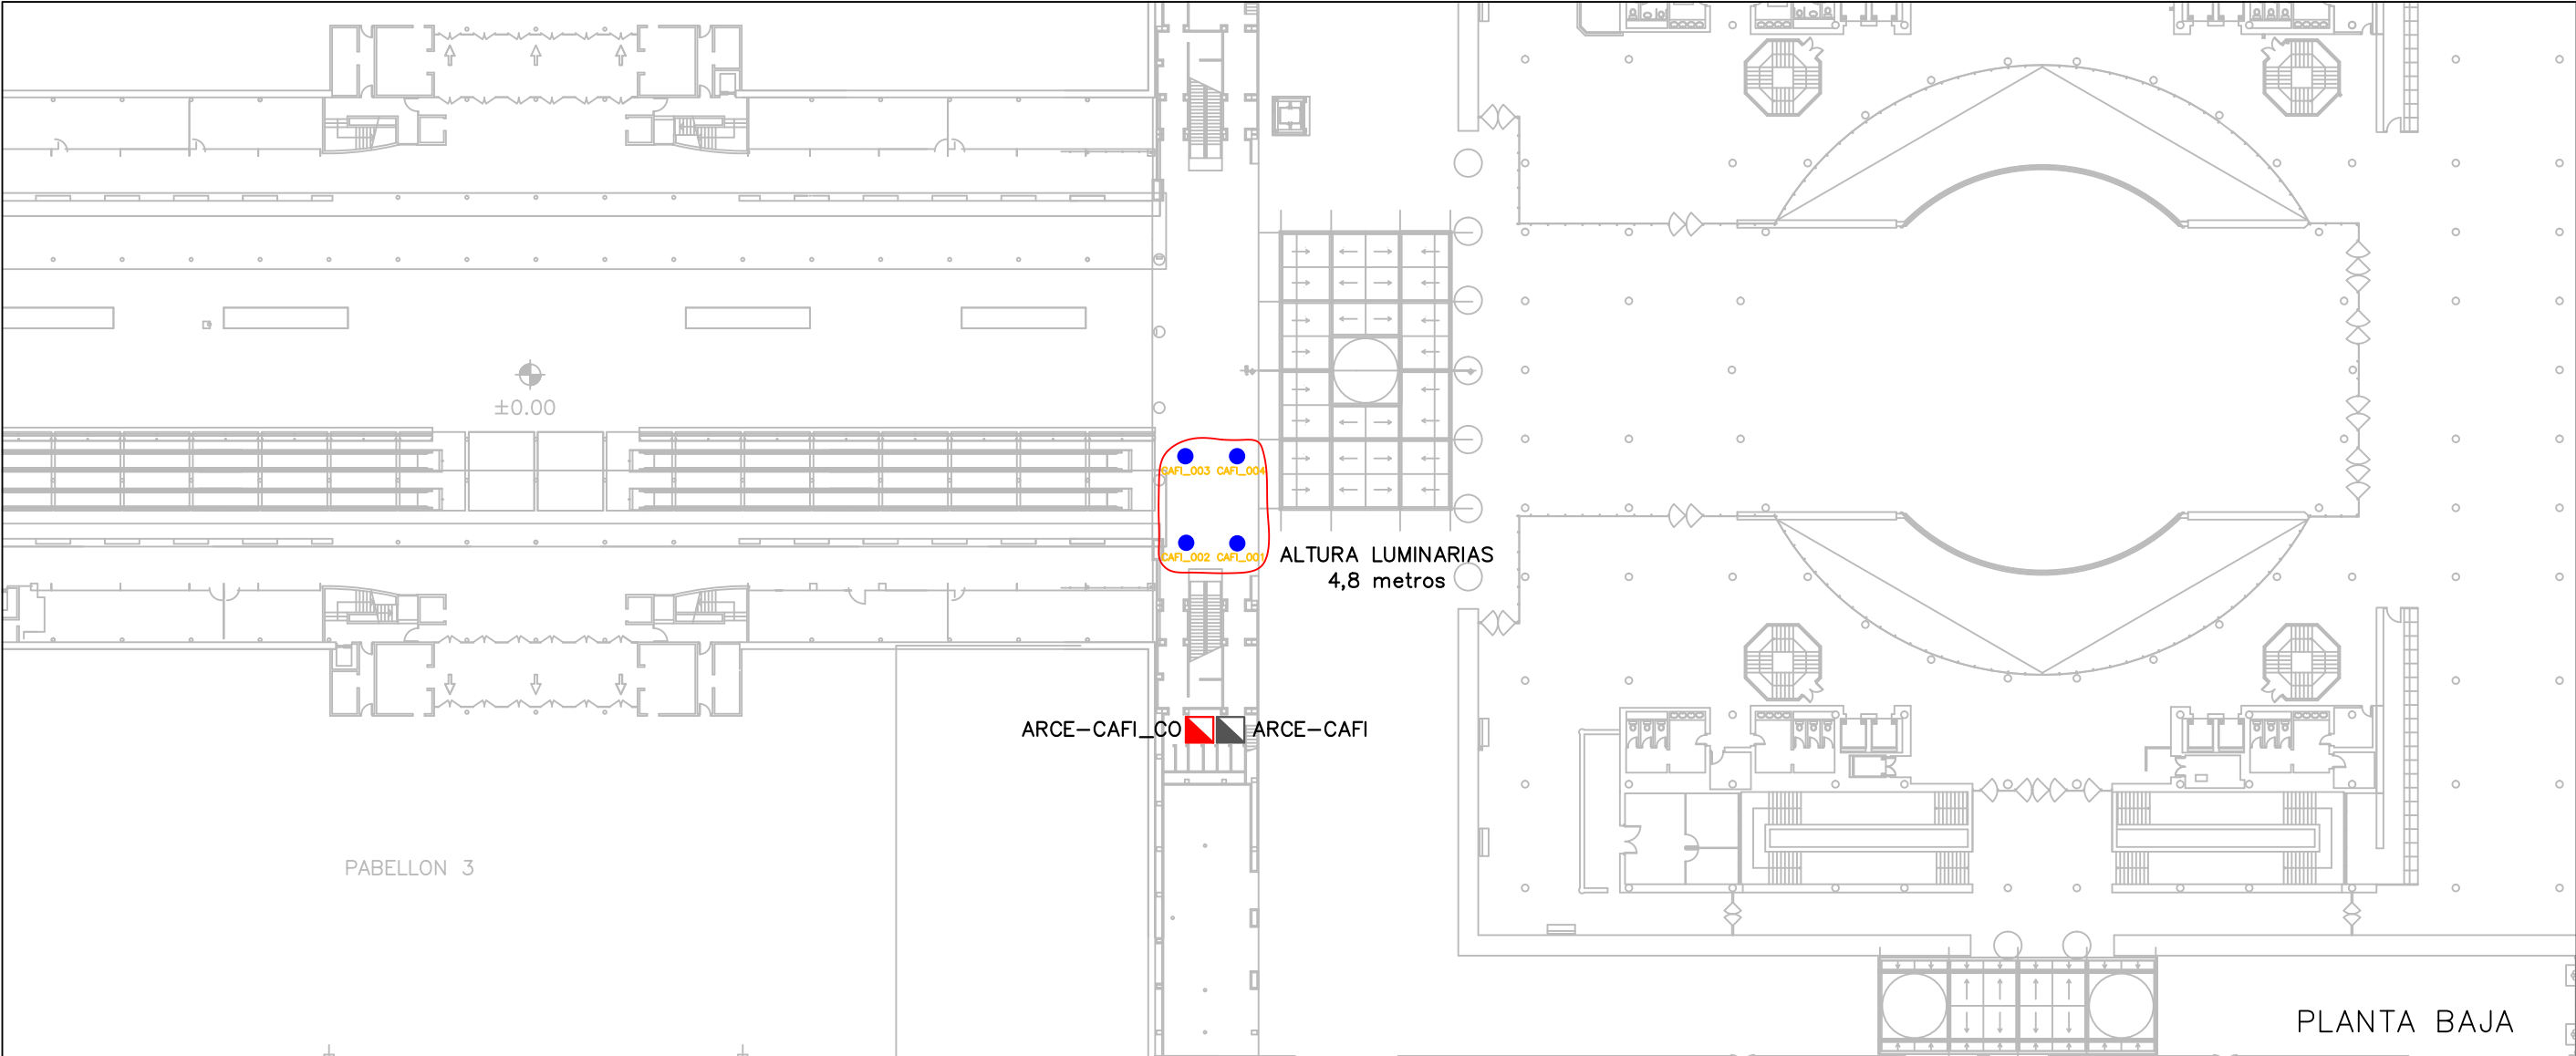 ±0.00
CAFI_003 CAFI_004
CAFI_002 CAFI_001
ALTURA LUMINARIAS
4,8 metros
ARCE-CAFI_CO
ARCE-CAFI
PABELLON 3
PLANTA BAJA